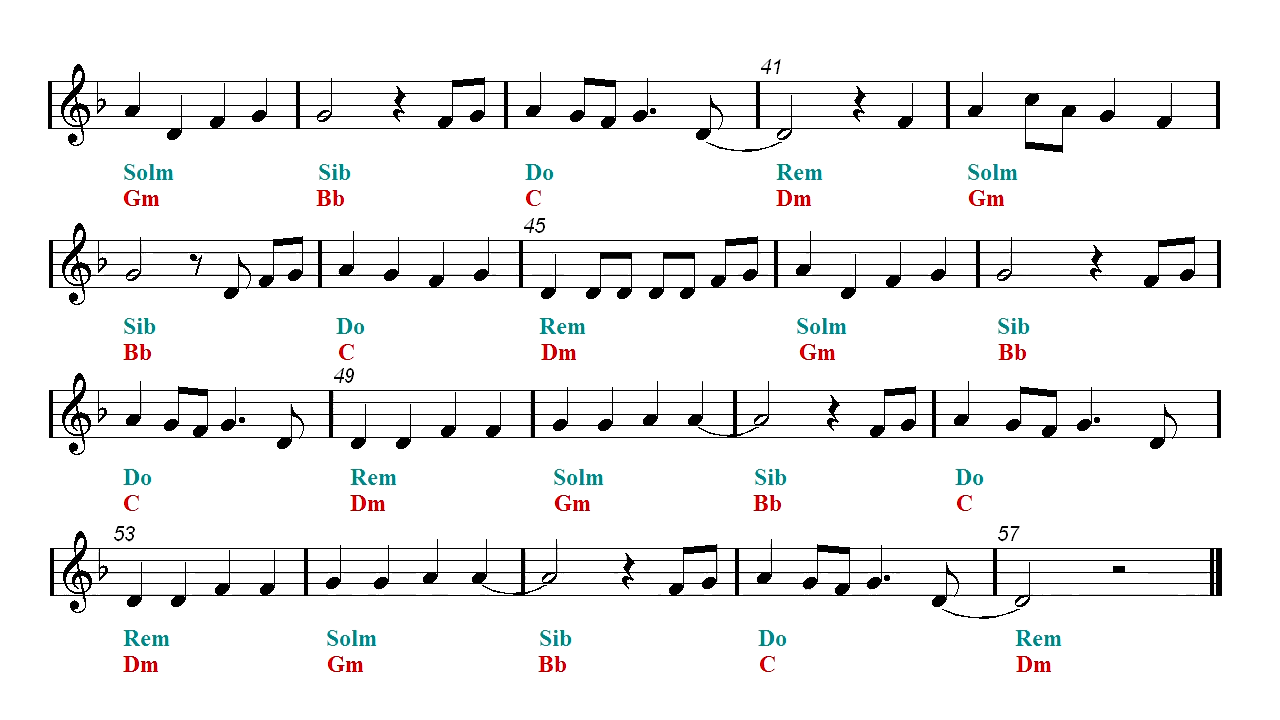 41
Solm Sib Do Rem Solm
Gm Bb C Dm Gm
45
Sib Do Rem Solm Sib
Bb C Dm Gm Bb
49
Do Rem Solm Sib Do
C Dm Gm Bb C
53 57
Rem Solm Sib Do Rem
Dm Gm Bb C Dm